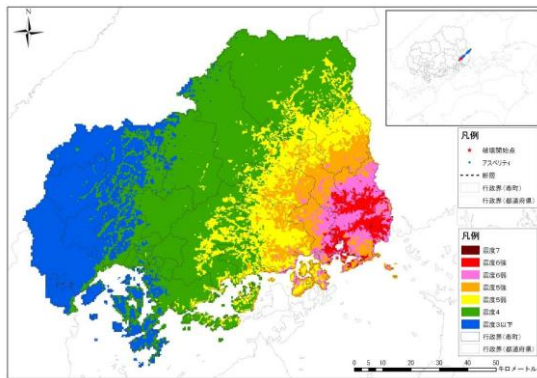 N
凡例
破壊開始点
アスペリティ
断層
行政界(市町)
行政界(都道府県)
凡例
震度7
震度6強
震度6弱
震度5強
震度5弱
震度4
震度3以下
行政界(市町)
行政界(都道府県)
0 5 10 20 30 40 50
キロメートル